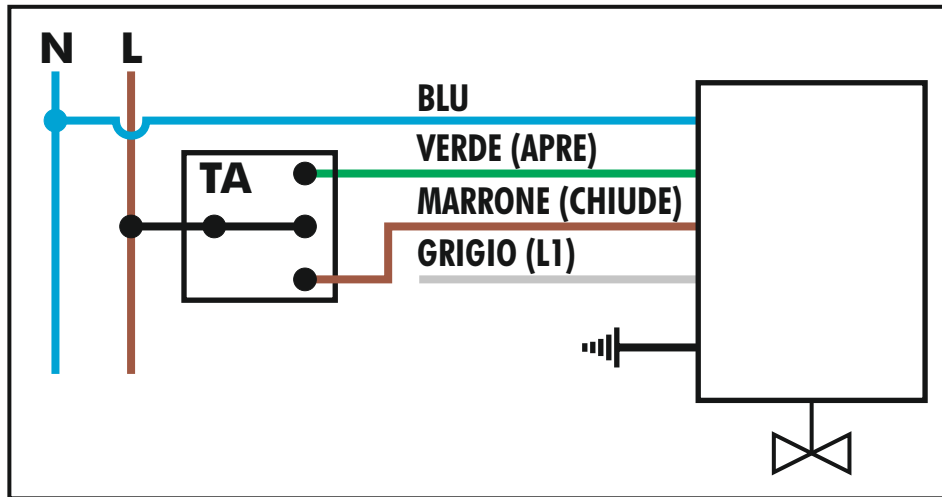 N L
BLU
VERDE (APRE)
TA
MARRONE (CHIUDE)
GRIGIO (L1)